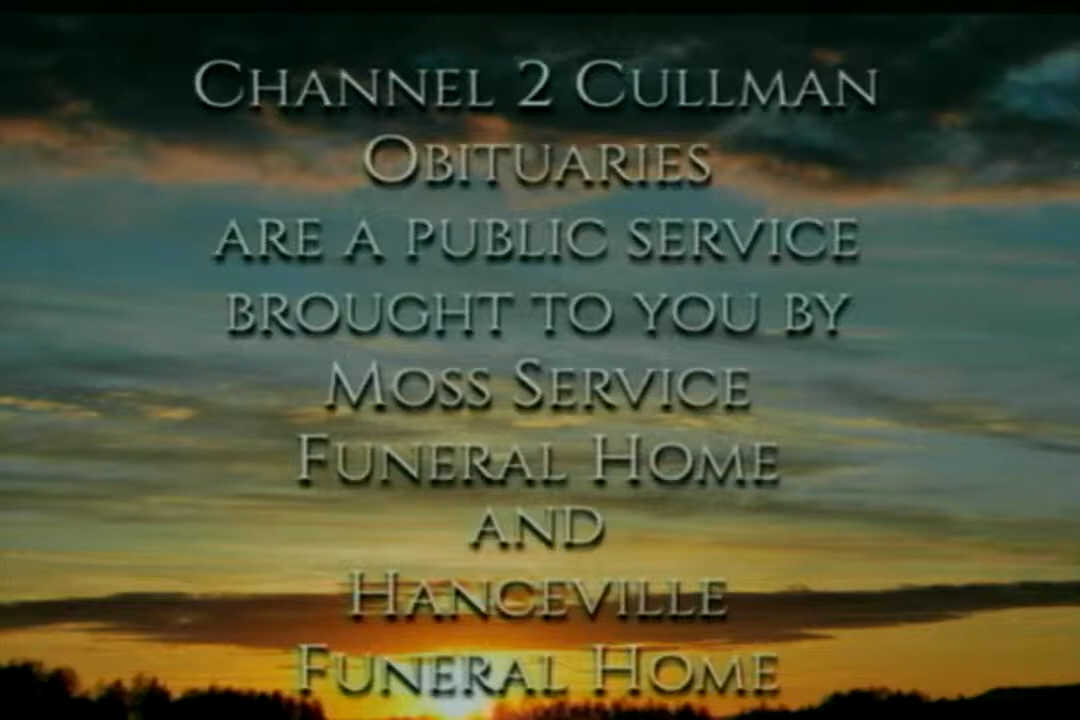 Channel 2 Cullman
Obituaries
are a public service
brought to you by
Moss Service
Funeral Home
and
Hanceville
Funeral Home